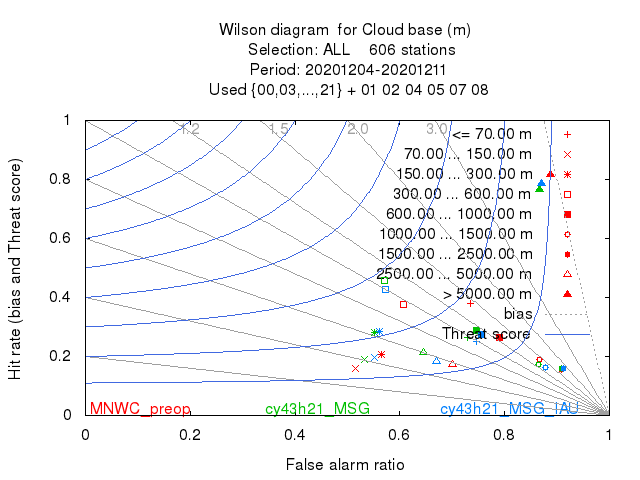 Wilson diagram  for Cloud base (m)
Selection: ALL    606 stations
Period: 20201204-20201211
Used {00,03,...,21} + 01 02 04 05 07 08
1.2 1.5 2.0 3.0
<= 70.00 m
70.00 ... 150.00 m
150.00 ... 300.00 m
300.00 ... 600.00 m
600.00 ... 1000.00 m
1000.00 ... 1500.00 m
1500.00 ... 2500.00 m
2500.00 ... 5000.00 m
> 5000.00 m
bias
Threat score
Hit rate (bias and Threat score)
1
0.8
0.6
0.4
0.2
0
MNWC_preop cy43h21_MSG cy43h21_MSG_IAU
0 0.2 0.4 0.6 0.8 1
False alarm ratio